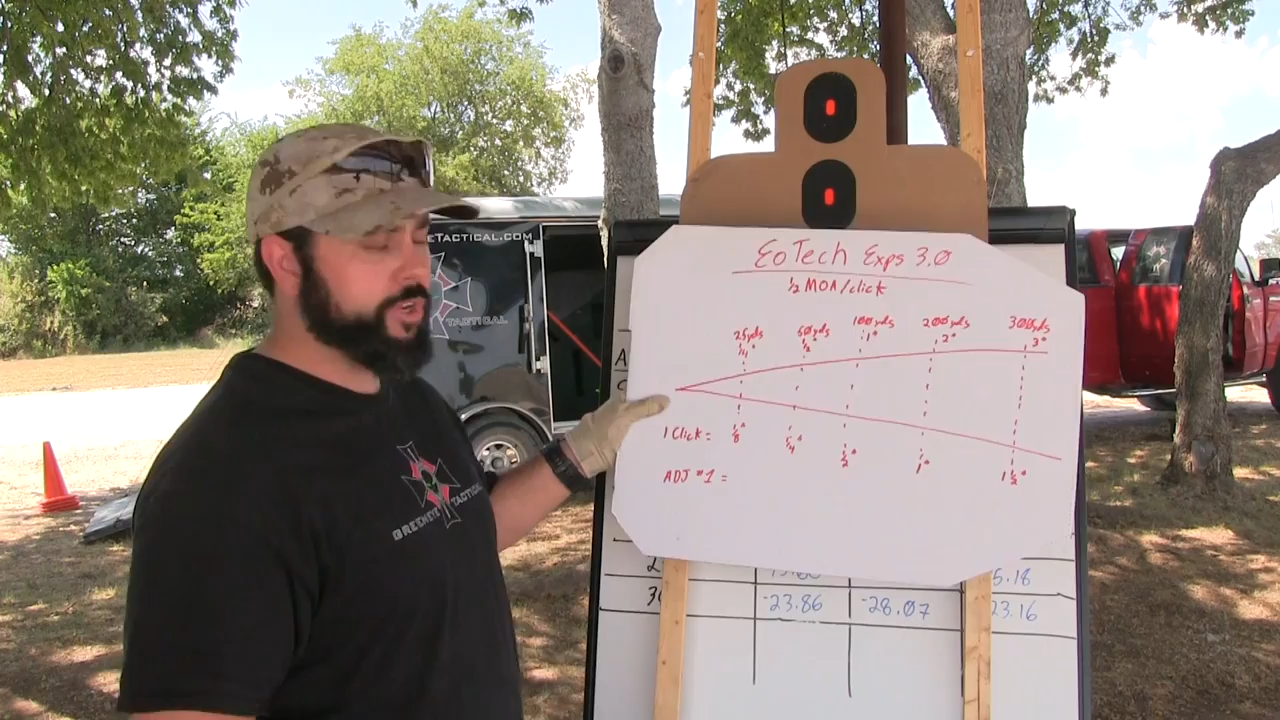 EOTech Exps 3.0
1/2 MOA/click
25yds 50yds 100yds 200yds 300yds
1/4" 1/2" 1" 2" 3"
1 Click = 1/8" 1/4" 1/2" 1" 1 1/2"
ADJ #1 =
5.18
-23.86 -28.07 23.16
eTactical.com
TACTICAL
GREENEYE TACTICAL